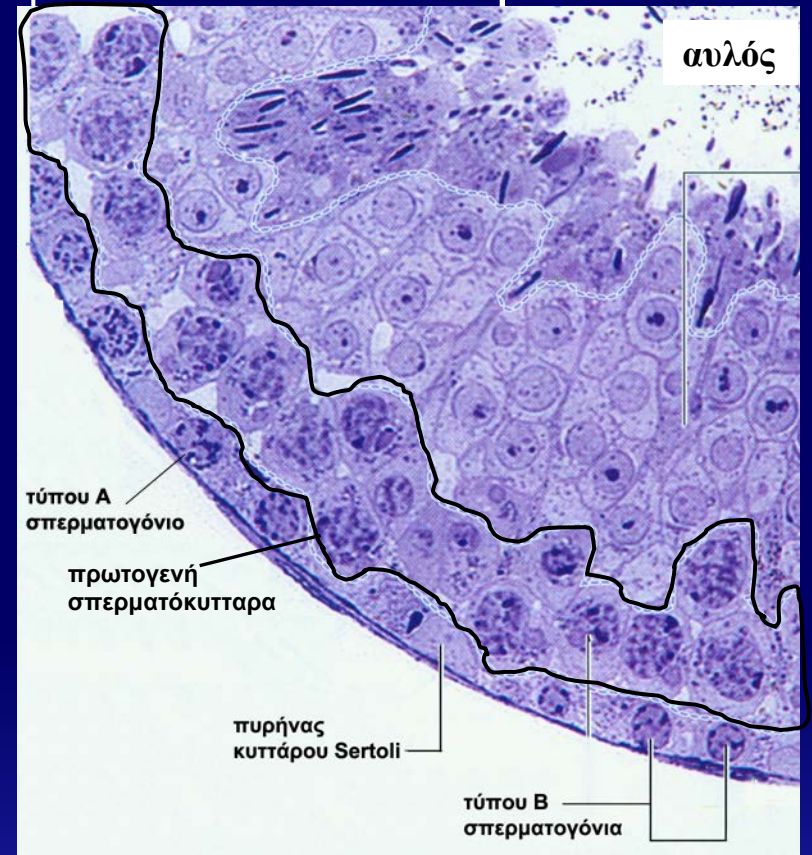 αυλός
τύπου Α
σπερματογόνιο
πρωτογενή
σπερματόκυτταρα
πυρήνας
κυττάρου Sertoli
τύπου Β
σπερματογόνια